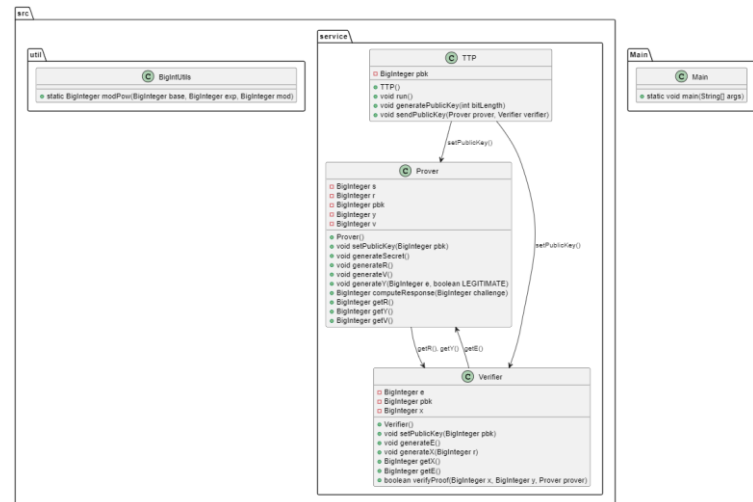 src
util
C BigIntUtils
static BigInteger modPow(BigInteger base, BigInteger exp, BigInteger mod)
service
C TTP
BigInteger pbk
TTP()
void run()
void generatePublicKey(int bitLength)
void sendPublicKey(Prover prover, Verifier verifier)
setPublicKey()
setPublicKey()
C Prover
BigInteger s
BigInteger r
BigInteger pbk
BigInteger y
BigInteger v
Prover()
void setPublicKey(BigInteger pbk)
void generateSecret()
void generateR()
void generateV()
void generateY(BigInteger e, boolean LEGITIMATE)
BigInteger computeResponse(BigInteger challenge)
BigInteger getR()
BigInteger getY()
BigInteger getV()
getR(), getY()
getE()
C Verifier
BigInteger e
BigInteger pbk
BigInteger x
Verifier()
void setPublicKey(BigInteger pbk)
void generateE()
void generateX(BigInteger r)
BigInteger getX()
BigInteger getE()
boolean verifyProof(BigInteger x, BigInteger y, Prover prover)
Main
C Main
static void main(String[] args)